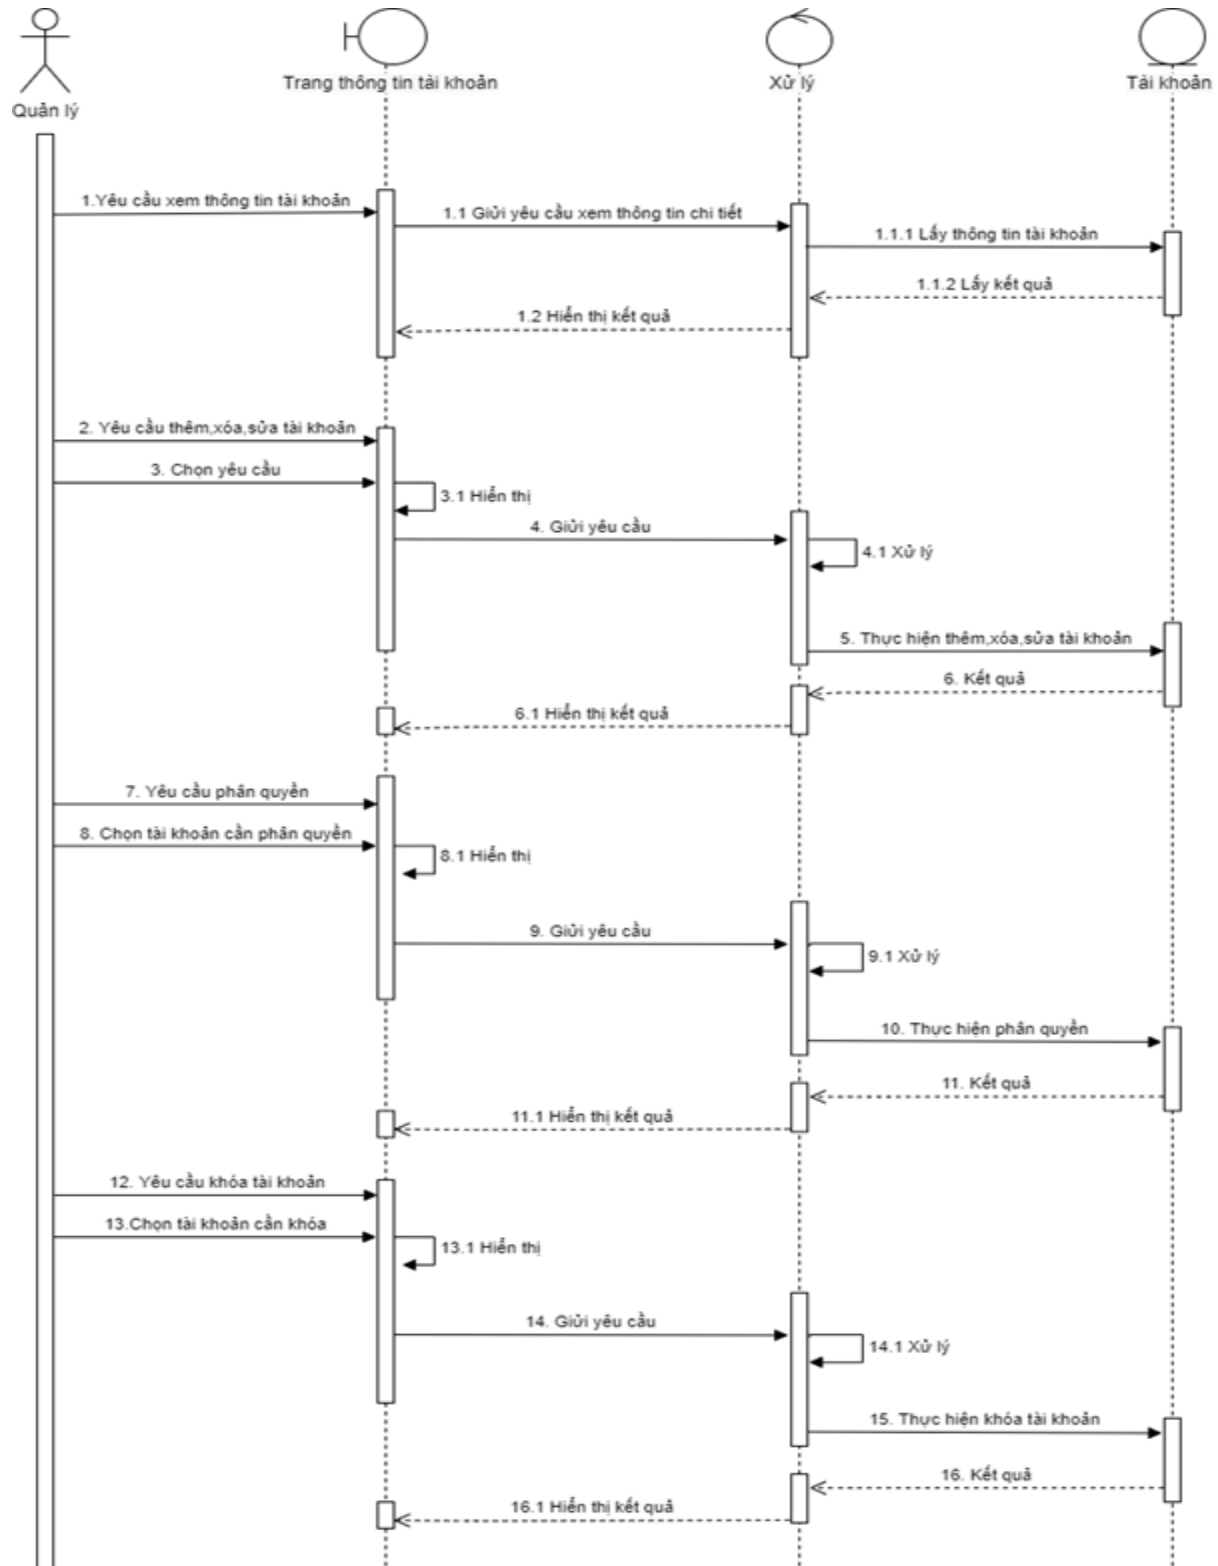 Trang thông tin tài khoản
Xử lý
Tài khoản
Quản lý
1.Yêu cầu xem thông tin tài khoản
1.1 Giửi yêu cầu xem thông tin chi tiết
1.1.1 Lấy thông tin tài khoản
1.1.2 Lấy kết quả
1.2 Hiển thị kết quả
2. Yêu cầu thêm,xóa,sửa tài khoản
3. Chọn yêu cầu
3.1 Hiển thị
4. Giửi yêu cầu
4.1 Xử lý
5. Thực hiện thêm,xóa,sửa tài khoản
6. Kết quả
6.1 Hiển thị kết quả
7. Yêu cầu phân quyền
8. Chọn tài khoản cần phân quyền
8.1 Hiển thị
9. Giửi yêu cầu
9.1 Xử lý
10. Thực hiện phân quyền
11. Kết quả
11.1 Hiển thị kết quả
12. Yêu cầu khóa tài khoản
13.Chọn tài khoản cần khóa
13.1 Hiển thị
14. Giửi yêu cầu
14.1 Xử lý
15. Thực hiện khóa tài khoản
16. Kết quả
16.1 Hiển thị kết quả